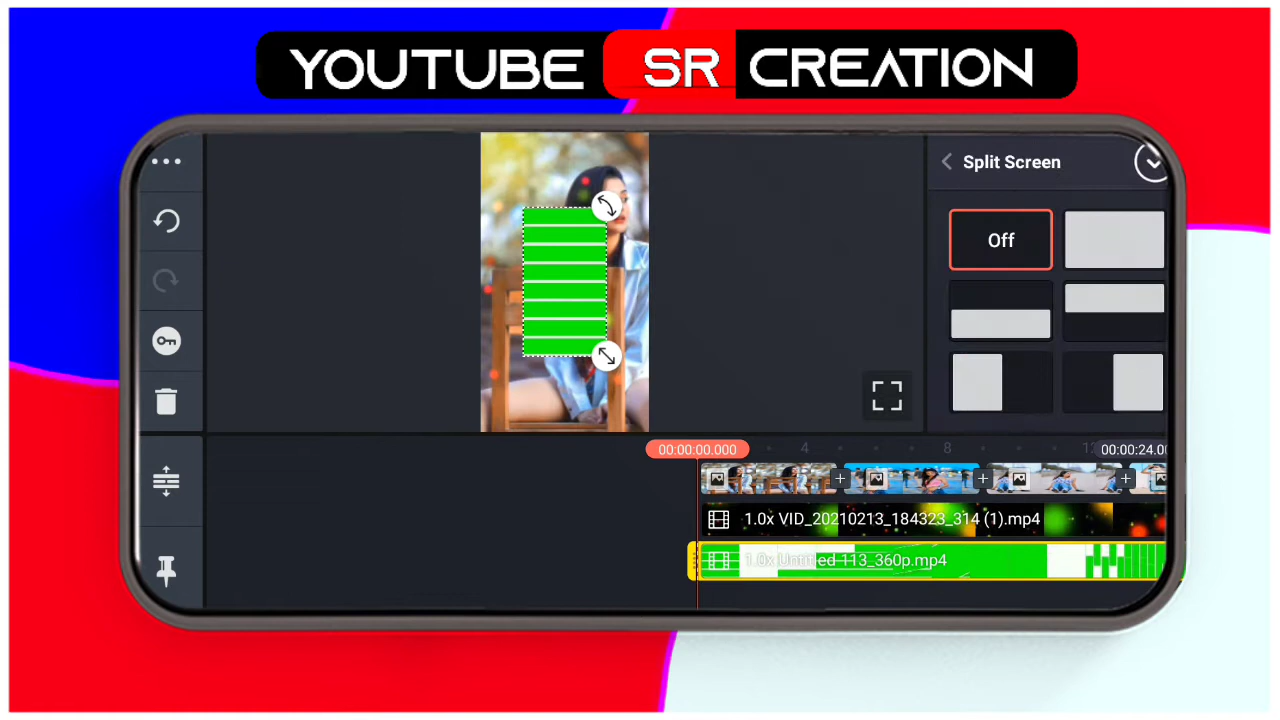 YOUTUBE SR CREATION
Split Screen
Off
00:00:00.000 4 8 12 00:00:24.00
1.0x VID_20210213_184323_314 (1).mp4
1.0x Untitled 113_360p.mp4